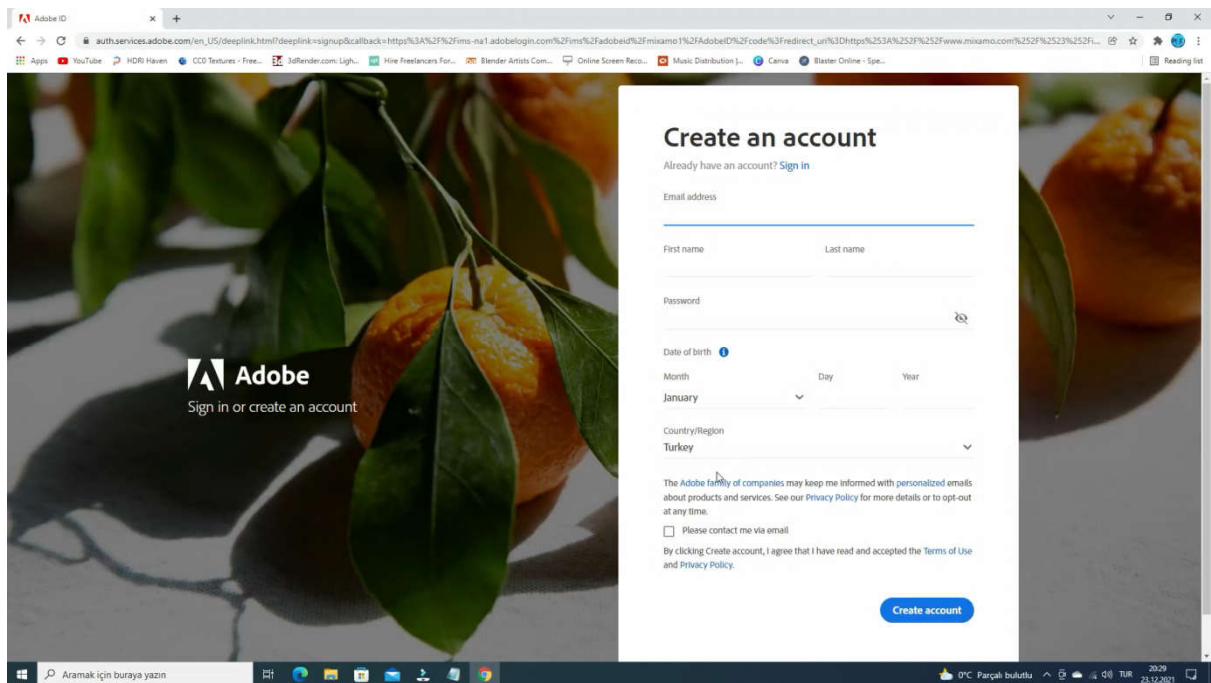 Adobe ID
auth.services.adobe.com/en_US/deeplink.html?deeplink=signup&callback=https%3A%2F%2Fims-na1.adobelogin.com%2Fims%2Fadobeid%2Fmixamo1%2FAdobeID%2Fcode%3Fredirect_uri%3Dhttps%253A%252F%252Fwww.mixamo.com%252F%2523%252Fi...
Apps YouTube HDRI Haven CC0 Textures - Free... 3dRender.com: Ligh... Hire Freelancers For... Blender Artists Com... Online Screen Reco... Music Distribution |... Canva Blaster Online - Spe... Reading list
Create an account
Already have an account? Sign in
Email address
First name Last name
Password
Date of birth
Month Day Year
January
Country/Region
Turkey
The Adobe family of companies may keep me informed with personalized emails
about products and services. See our Privacy Policy for more details or to opt-out
at any time.
Please contact me via email
By clicking Create account, I agree that I have read and accepted the Terms of Use
and Privacy Policy.
Create account
Adobe
Sign in or create an account
Aramak için buraya yazın
0°C Parçalı bulutlu TUR 20:29
23.12.2021